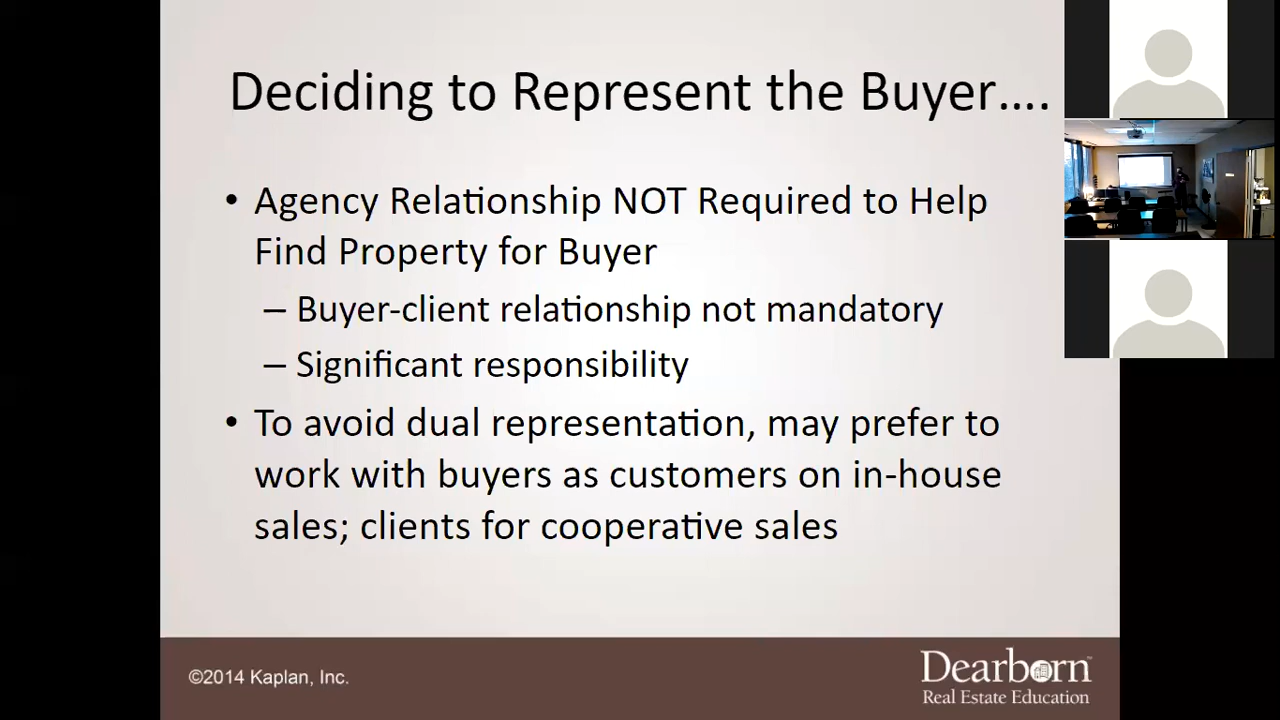 Deciding to Represent the Buyer….
• Agency Relationship NOT Required to Help
Find Property for Buyer
– Buyer-client relationship not mandatory
– Significant responsibility
• To avoid dual representation, may prefer to
work with buyers as customers on in-house
sales; clients for cooperative sales
©2014 Kaplan, Inc.
Dearborn™
Real Estate Education